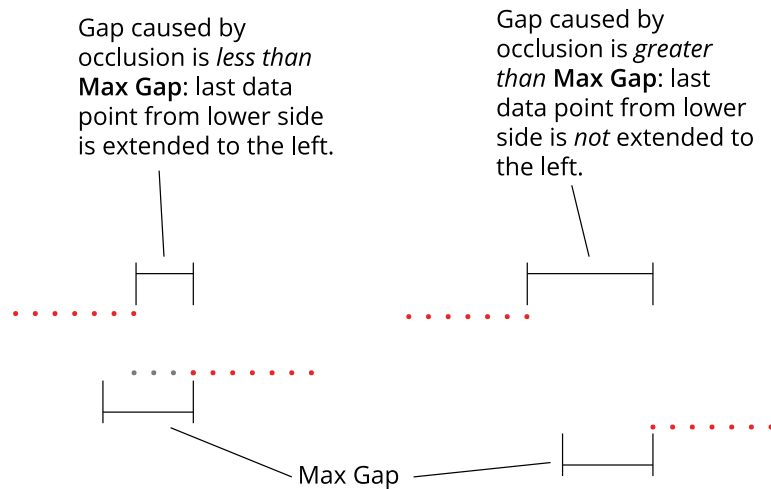 Gap caused by
occlusion is less than
Max Gap: last data
point from lower side
is extended to the left.
Gap caused by
occlusion is greater
than Max Gap: last
data point from lower
side is not extended to
the left.
Max Gap